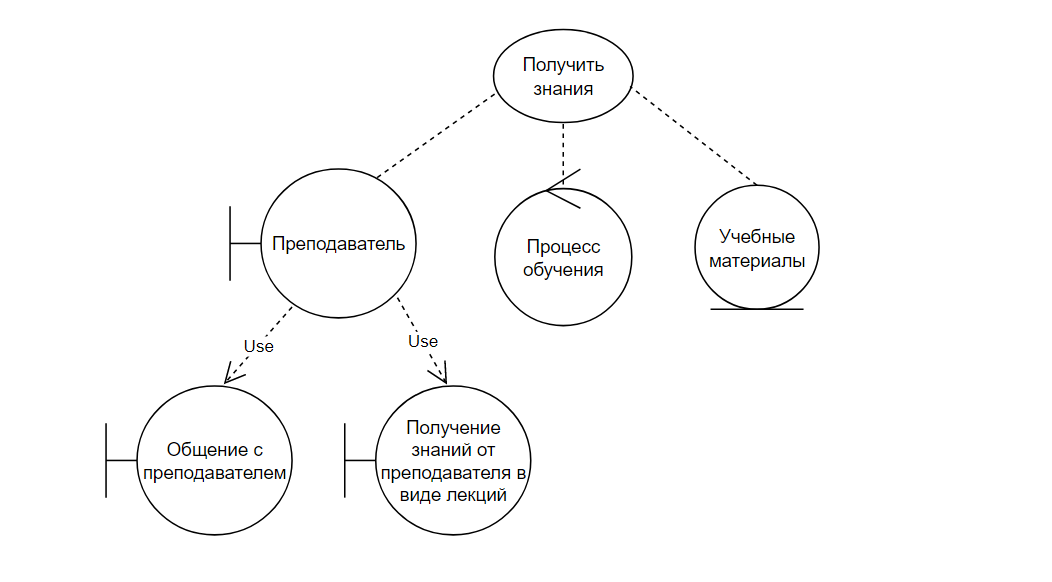 Получить
знания
Преподаватель
Процесс
обучения
Учебные
материалы
Use
Use
Общение с
преподавателем
Получение
знаний от
преподавателя в
виде лекций